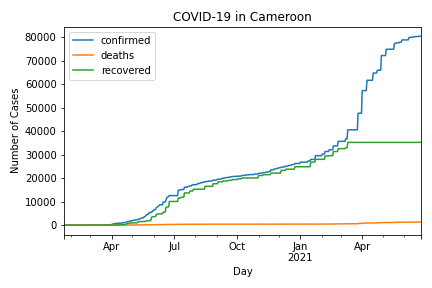 COVID-19 in Cameroon
confirmed
deaths
recovered
Number of Cases
80000
70000
60000
50000
40000
30000
20000
10000
0
Apr Jul Oct Jan Apr
2021
Day